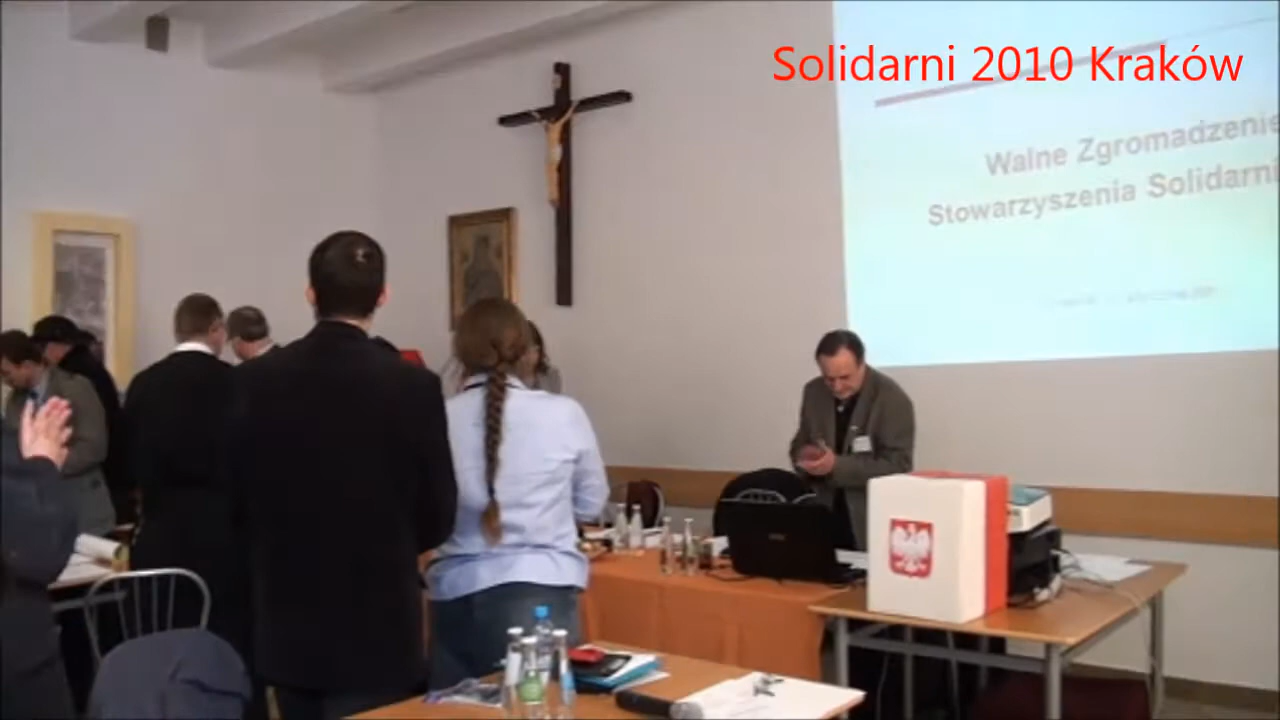 Solidarni 2010 Kraków
Walne Zgromadzenie
Stowarzyszenia Solidarni